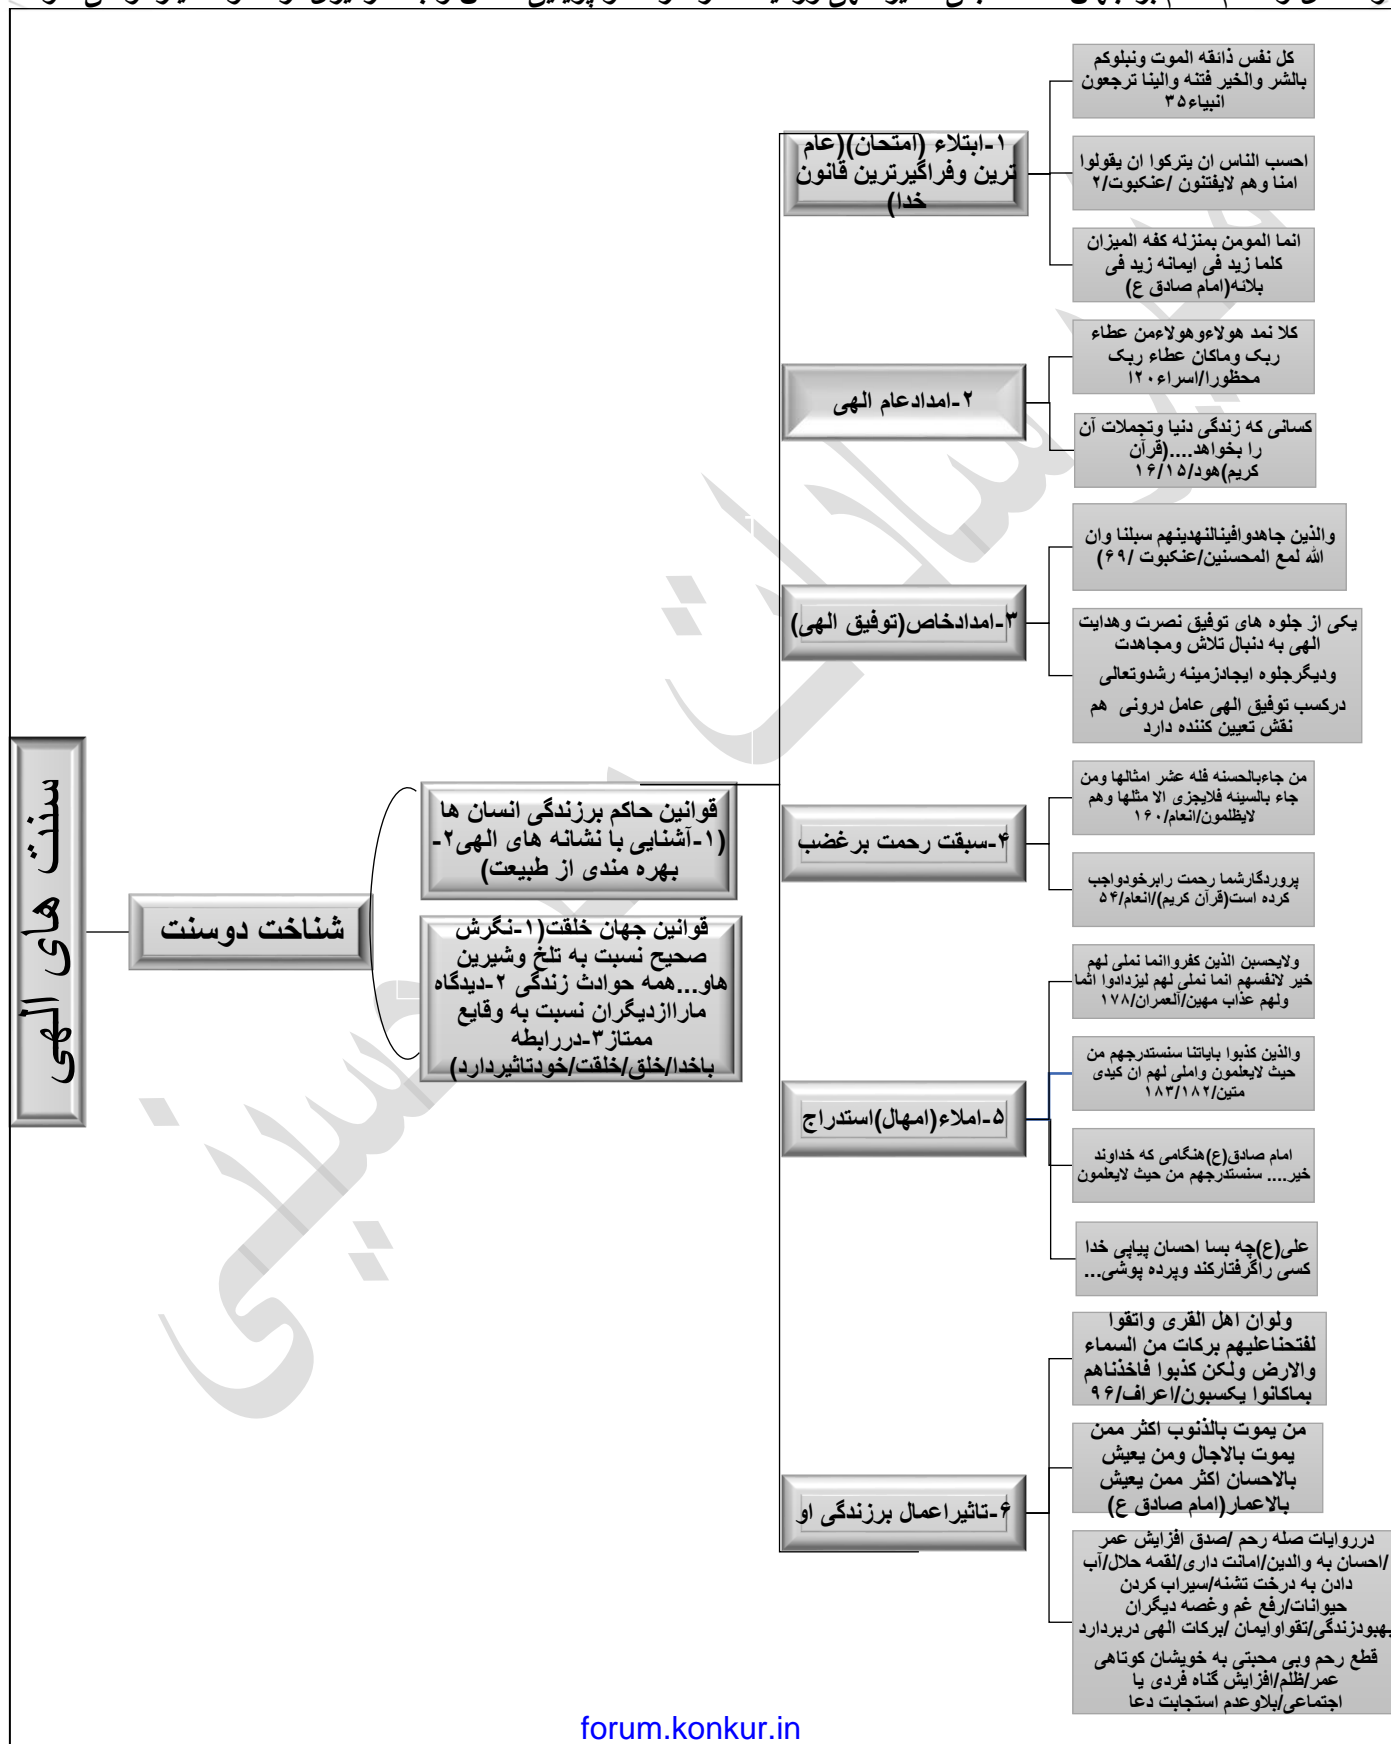 سنت های الهی
شناخت دوسنت
قوانین حاکم برزندگی انسان ها
(۱-آشنایی با نشانه های الهی۲-
بهره مندی از طبیعت)
قوانین جهان خلقت(۱-نگرش
صحیح نسبت به تلخ وشیرین
هاو...همه حوادث زندگی ۲-دیدگاه
ماراازدیگران نسبت به وقایع
ممتاز۳-دررابطه
باخدا/خلق/خلقت/خودتاثیردارد)
۱-ابتلاء (امتحان)(عام
ترین وفراگیرترین قانون
خدا)
کل نفس ذائقه الموت ونبلوکم
بالشر والخیر فتنه والینا ترجعون
انبیاء۳۵
احسب الناس ان یترکوا ان یقولوا
امنا وهم لایفتنون /عنکبوت/۲
انما المومن بمنزله کفه المیزان
کلما زید فی ایمانه زید فی
بلائه(امام صادق ع)
۲-امدادعام الهی
کلا نمد هولاءوهولاءمن عطاء
ربک وماکان عطاء ربک
محظورا/اسراء۱۲۰
کسانی که زندگی دنیا وتجملات آن
را بخواهد....(قرآن
کریم)هود/۱۶/۱۵
۳-امدادخاص(توفیق الهی)
والذین جاهدوافینالنهدینهم سبلنا وان
الله لمع المحسنین/عنکبوت /۶۹)
یکی از جلوه های توفیق نصرت وهدایت
الهی به دنبال تلاش ومجاهدت
ودیگرجلوه ایجادزمینه رشدوتعالی
درکسب توفیق الهی عامل درونی هم
نقش تعیین کننده دارد
۴-سبقت رحمت برغضب
من جاءبالحسنه فله عشر امثالها ومن
جاء بالسینه فلایجزی الا مثلها وهم
لایظلمون/انعام/۱۶۰
پروردگارشما رحمت رابرخودواجب
کرده است(قرآن کریم)/انعام/۵۴
۵-املاء(امهال)استدراج
ولایحسبن الذین کفرواانما نملی لهم
خیر لانفسهم انما نملی لهم لیزدادوا اثما
ولهم عذاب مهین/آلعمران/۱۷۸
والذین کذبوا بایاتنا سنستدرجهم من
حیث لایعلمون واملی لهم ان کیدی
متین/۱۸۳/۱۸۲
امام صادق(ع)هنگامی که خداوند
خیر.... سنستدرجهم من حیث لایعلمون
علی(ع)چه بسا احسان پیاپی خدا
کسی راگرفتارکند وپرده پوشی...
۶-تاثیراعمال برزندگی او
ولوان اهل القری واتقوا
لفتحناعلیهم برکات من السماء
والارض ولکن کذبوا فاخذناهم
بماکانوا یکسبون/اعراف/۹۶
من یموت بالذنوب اکثر ممن
یموت بالاجال ومن یعیش
بالاحسان اکثر ممن یعیش
بالاعمار(امام صادق ع)
درروایات صله رحم /صدق افزایش عمر
/احسان به والدین/امانت داری/لقمه حلال/آب
دادن به درخت تشنه/سیراب کردن
حیوانات/رفع غم وغصه دیگران
بهبودزندگی/تقواوایمان /برکات الهی دربردارد
قطع رحم وبی محبتی به خویشان کوتاهی
عمر/ظلم/افزایش گناه فردی یا
اجتماعی/بلاوعدم استجابت دعا
forum.konkur.in